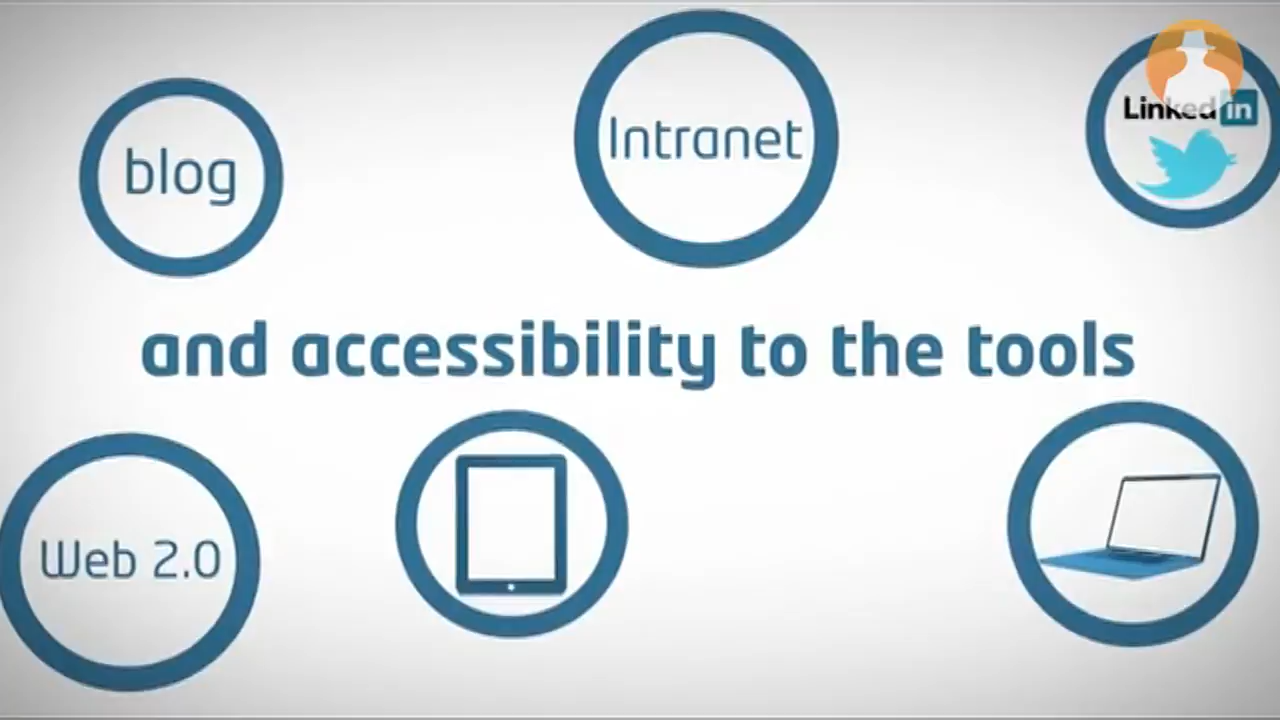 blog
Intranet
Linkedin
and accessibility to the tools
Web 2.0